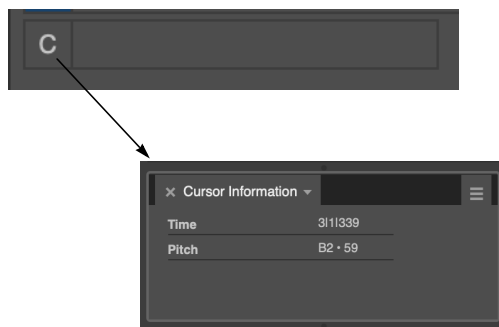 C
× Cursor Information
Time 3|1|339
Pitch B2 • 59